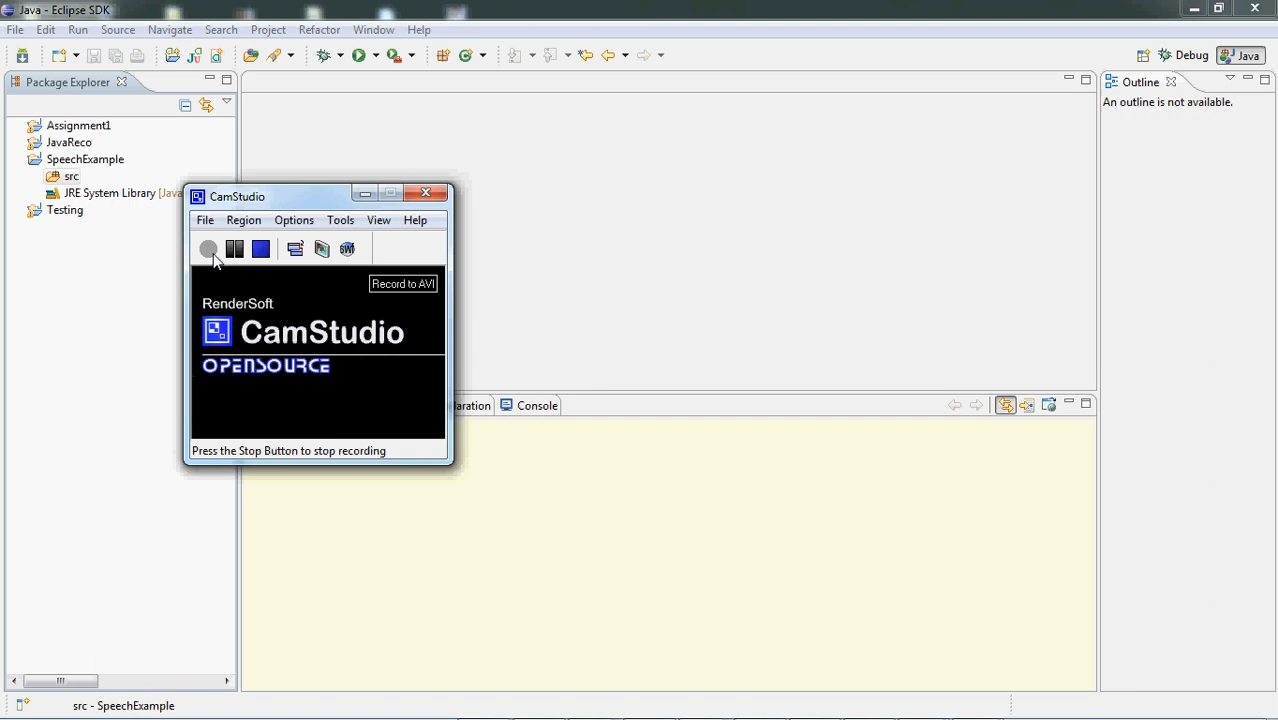 Java - Eclipse SDK
File Edit Run Source Navigate Search Project Refactor Window Help
Debug Java
Package Explorer
Outline
An outline is not available.
Assignment1
JavaReco
SpeechExample
src
JRE System Library [Java
Testing
CamStudio
File Region Options Tools View Help
SWF
Record to AVI
RenderSoft
CamStudio
OPENSOURCE
Press the Stop Button to stop recording
laration Console
src - SpeechExample